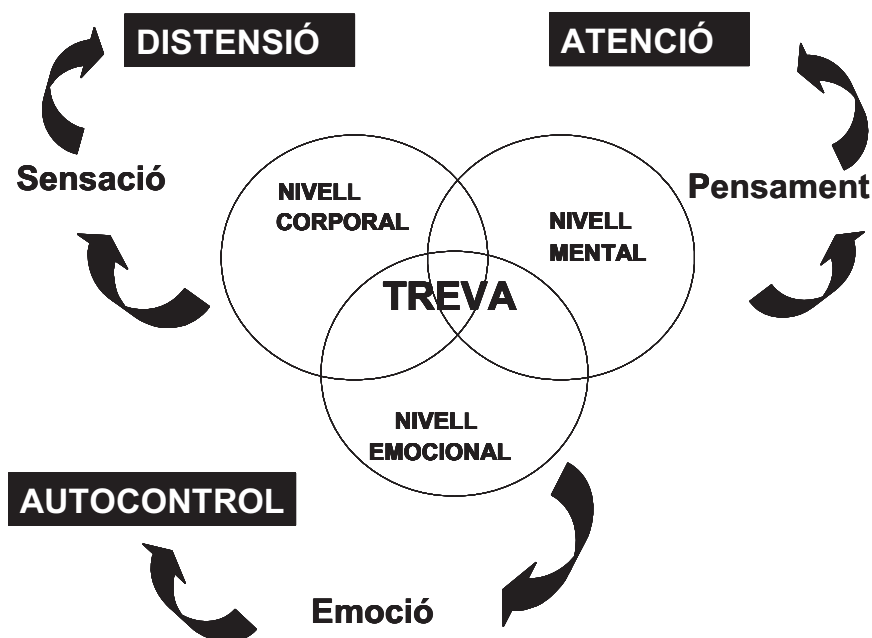 DISTENSIÓ
ATENCIÓ
Sensació
Pensament
NIVELL
CORPORAL
NIVELL
MENTAL
TREVA
NIVELL
EMOCIONAL
AUTOCONTROL
Emoció